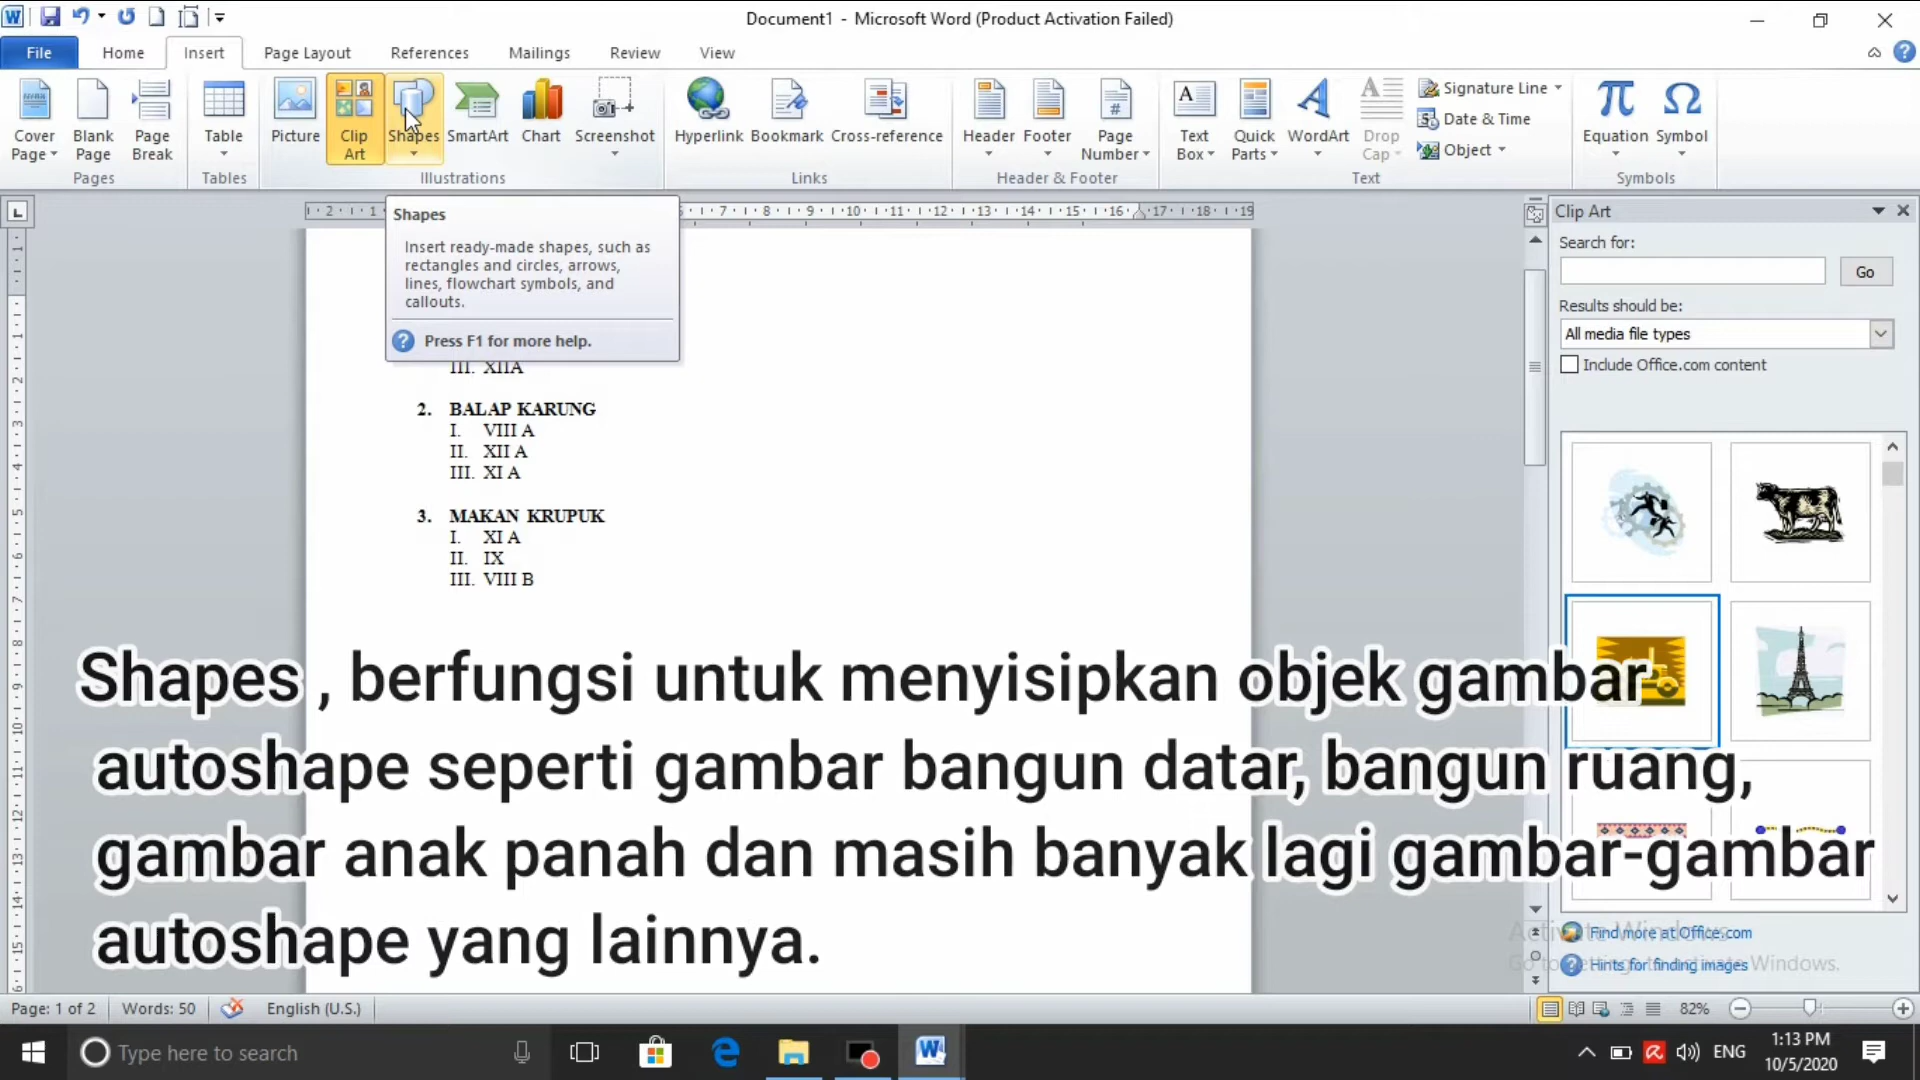 Document1 - Microsoft Word (Product Activation Failed)
File Home Insert Page Layout References Mailings Review View
Cover Page Blank Page Page Break Table Picture Clip Art Shapes SmartArt Chart Screenshot Hyperlink Bookmark Cross-reference Header Footer Page Number Text Box Quick Parts WordArt Drop Cap Signature Line Date & Time Object Equation Symbol
Pages Tables Illustrations Links Header & Footer Text Symbols
Shapes
Insert ready-made shapes, such as
rectangles and circles, arrows,
lines, flowchart symbols, and
callouts.
Press F1 for more help.
III. XIIA
2. BALAP KARUNG
I. VIII A
II. XII A
III. XI A
3. MAKAN KRUPUK
I. XI A
II. IX
III. VIII B
Clip Art
Search for:
Go
Results should be:
All media file types
Include Office.com content
Shapes , berfungsi untuk menyisipkan objek gambar
autoshape seperti gambar bangun datar, bangun ruang,
gambar anak panah dan masih banyak lagi gambar-gambar
autoshape yang lainnya.
Activate Windows
Go to Settings to activate Windows.
Find more at Office.com
Hints for finding images
Page: 1 of 2 Words: 50 English (U.S.) 82%
Type here to search ENG 1:13 PM
10/5/2020